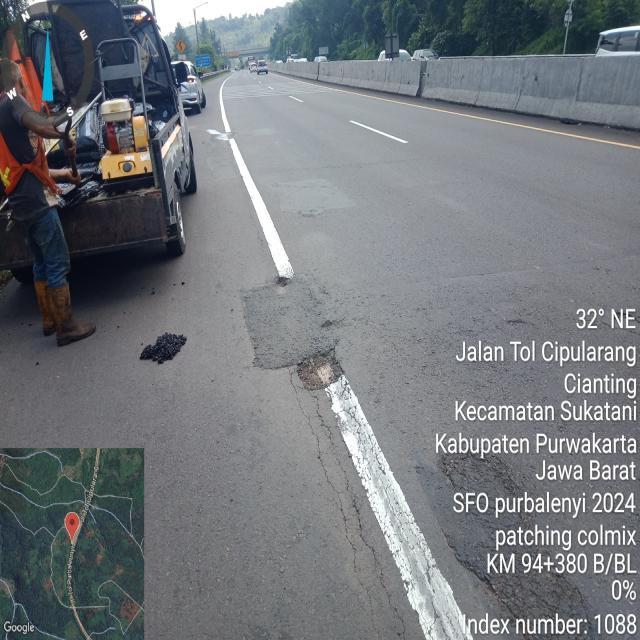 W
E
32° NE
Jalan Tol Cipularang
Cianting
Kecamatan Sukatani
Kabupaten Purwakarta
Jawa Barat
SFO purbalenyi 2024
patching colmix
KM 94+380 B/BL
0%
Index number: 1088
Google